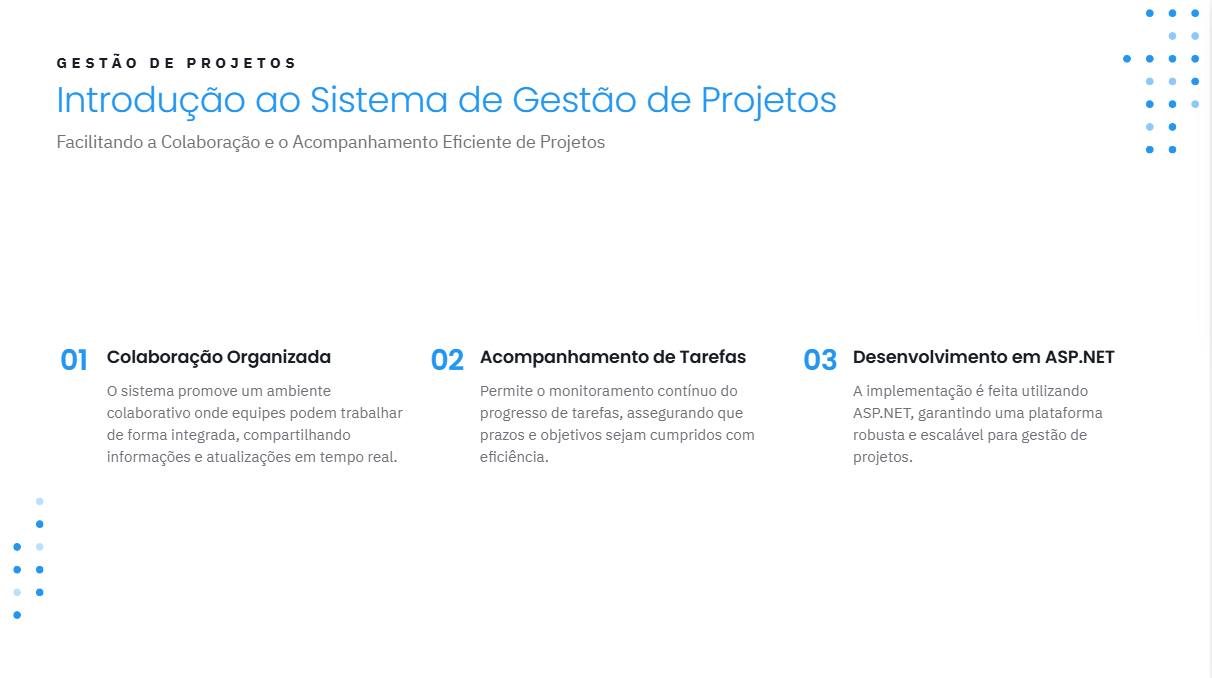 GESTÃO DE PROJETOS
Introdução ao Sistema de Gestão de Projetos
Facilitando a Colaboração e o Acompanhamento Eficiente de Projetos
01
Colaboração Organizada
O sistema promove um ambiente
colaborativo onde equipes podem trabalhar
de forma integrada, compartilhando
informações e atualizações em tempo real.
02
Acompanhamento de Tarefas
Permite o monitoramento contínuo do
progresso de tarefas, assegurando que
prazos e objetivos sejam cumpridos com
eficiência.
03
Desenvolvimento em ASP.NET
A implementação é feita utilizando
ASP.NET, garantindo uma plataforma
robusta e escalável para gestão de
projetos.